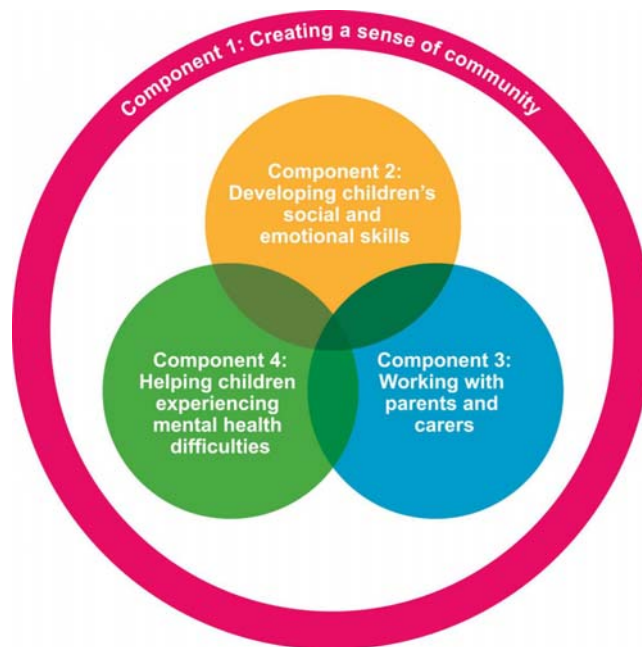 Component 1: Creating a sense of community
Component 2:
Developing children's
social and
emotional skills
Component 4:
Helping children
experiencing
mental health
difficulties
Component 3:
Working with
parents and
carers